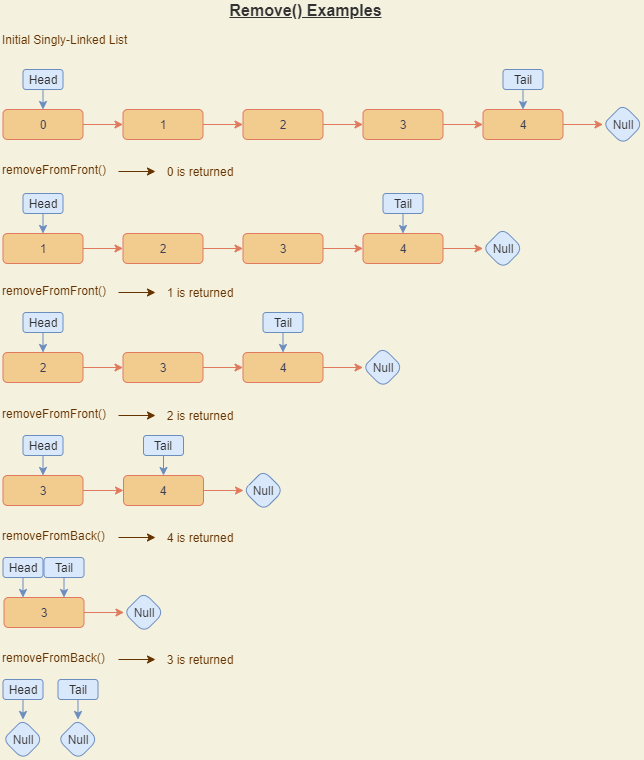 Remove() Examples
Initial Singly-Linked List
Head Tail
0 1 2 3 4 Null
removeFromFront() 0 is returned
Head Tail
1 2 3 4 Null
removeFromFront() 1 is returned
Head Tail
2 3 4 Null
removeFromFront() 2 is returned
Head Tail
3 4 Null
removeFromBack() 4 is returned
Head Tail
3 Null
removeFromBack() 3 is returned
Head Tail
Null Null